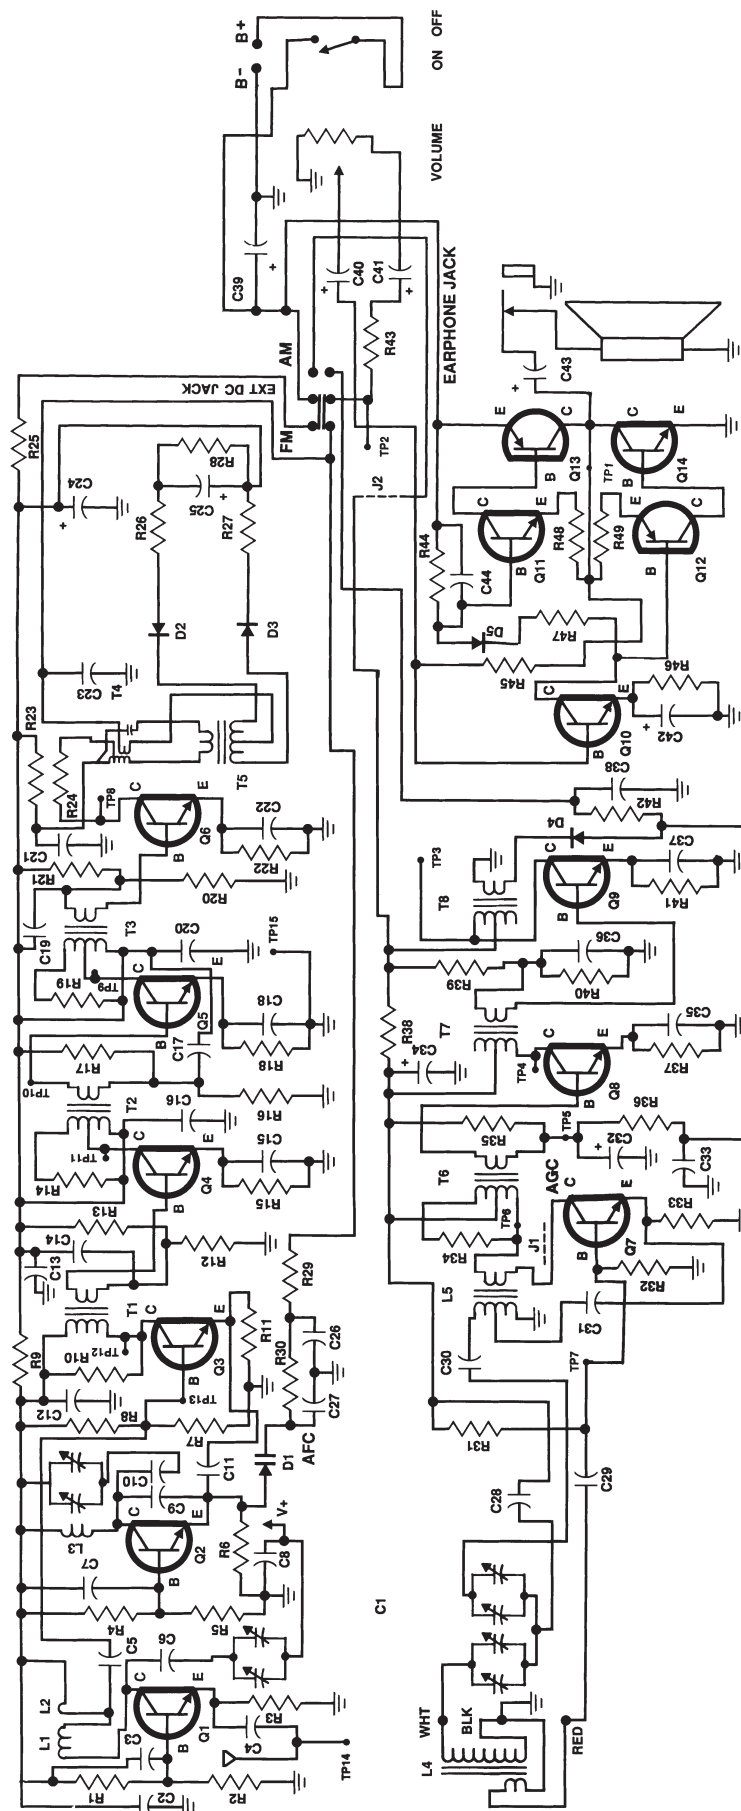 B+
B-
ON OFF
VOLUME
C39
+
C40
+
C41
+
R43
AM
FM
EXT DC JACK
TP2
J2
EARPHONE JACK
R25
C24
+
R28
C25
+
R26
R27
D2
D3
C23
T4
T5
R23
R24
TP8
C21
R21
C
B
E
Q6
C22
R22
R20
C19
T3
R19
TP9
C20
TP15
C
B
E
Q5
C17
C18
R18
R17
TP10
T2
R16
C16
R14
TP11
C
B
E
Q4
C15
R15
R13
C14
C13
R12
T1
R9
R10
TP12
C12
C
B
E
Q3
R11
R8
TP13
R7
R29
R30
C26
C27
AFC
D1
C11
C10
C9
L3
C
B
E
Q2
V+
R6
C8
C7
R4
R5
C5
C6
L2
L1
C3
C
B
E
Q1
R3
C4
TP14
R1
C2
R2
C43
+
E
B
C
Q13
C
B
E
Q14
TP1
C
B
E
Q11
R48
R49
E
B
C
Q12
R44
C44
D5
R47
R45
C
B
E
Q10
R46
C42
+
C38
R42
D4
TP3
T8
C
B
E
Q9
C37
R41
R39
C36
R40
T7
R38
C34
+
TP4
C
B
E
Q8
C35
R37
R35
T6
TP5
R36
C32
+
C33
AGC
R34
TP6
J1
L5
C
B
E
Q7
R33
R32
C31
C30
TP7
R31
C29
C28
C1
WHT
BLK
L4
RED